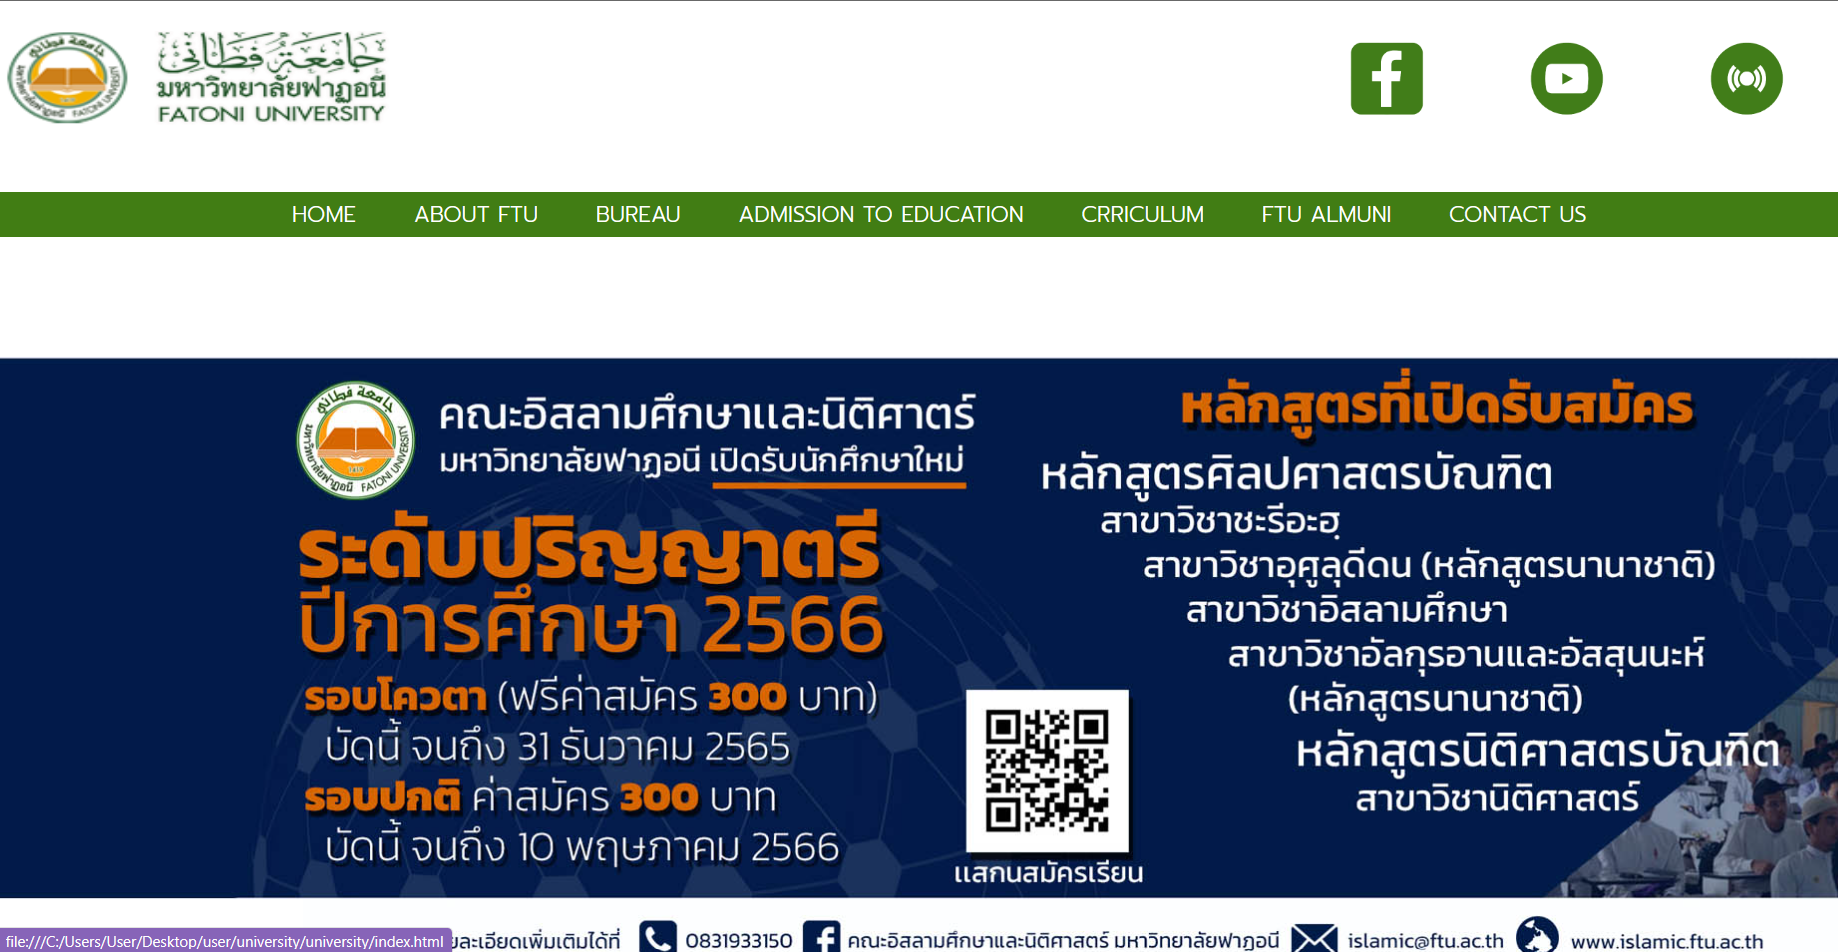 جامعة فطاني
มหาวิทยาลัยฟาฏอนี
FATONI UNIVERSITY
HOME ABOUT FTU BUREAU ADMISSION TO EDUCATION CRRICULUM FTU ALMUNI CONTACT US
คณะอิสลามศึกษาและนิติศาตร์
มหาวิทยาลัยฟาฏอนี เปิดรับนักศึกษาใหม่
ระดับปริญญาตรี
ปีการศึกษา 2566
รอบโควตา (ฟรีค่าสมัคร 300 บาท)
บัดนี้ จนถึง 31 ธันวาคม 2565
รอบปกติ ค่าสมัคร 300 บาท
บัดนี้ จนถึง 10 พฤษภาคม 2566
แสกนสมัครเรียน
หลักสูตรที่เปิดรับสมัคร
หลักสูตรศิลปศาสตรบัณฑิต
สาขาวิชาชะรีอะฮฺ
สาขาวิชาอุศูลุดีดน (หลักสูตรนานาชาติ)
สาขาวิชาอิสลามศึกษา
สาขาวิชาอัลกุรอานและอัสสุนนะห์
(หลักสูตรนานาชาติ)
หลักสูตรนิติศาสตรบัณฑิต
สาขาวิชานิติศาสตร์
file:///C:/Users/User/Desktop/user/university/university/index.html ยละเอียดเพิ่มเติมได้ที่ 0831933150 คณะอิสลามศึกษาและนิติศาสตร์ มหาวิทยาลัยฟาฏอนี islamic@ftu.ac.th www.islamic.ftu.ac.th